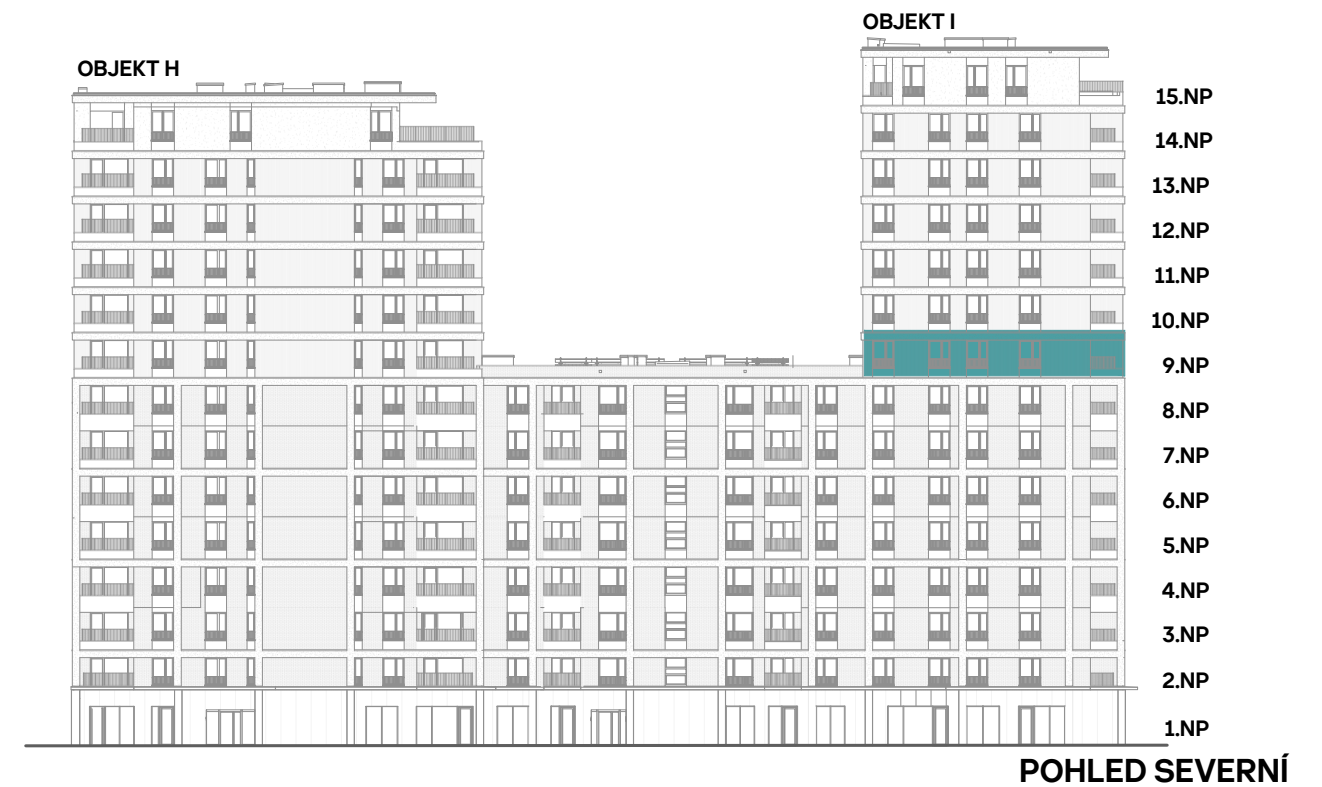 OBJEKT I
OBJEKT H
15.NP
14.NP
13.NP
12.NP
11.NP
10.NP
9.NP
8.NP
7.NP
6.NP
5.NP
4.NP
3.NP
2.NP
1.NP
POHLED SEVERNÍ